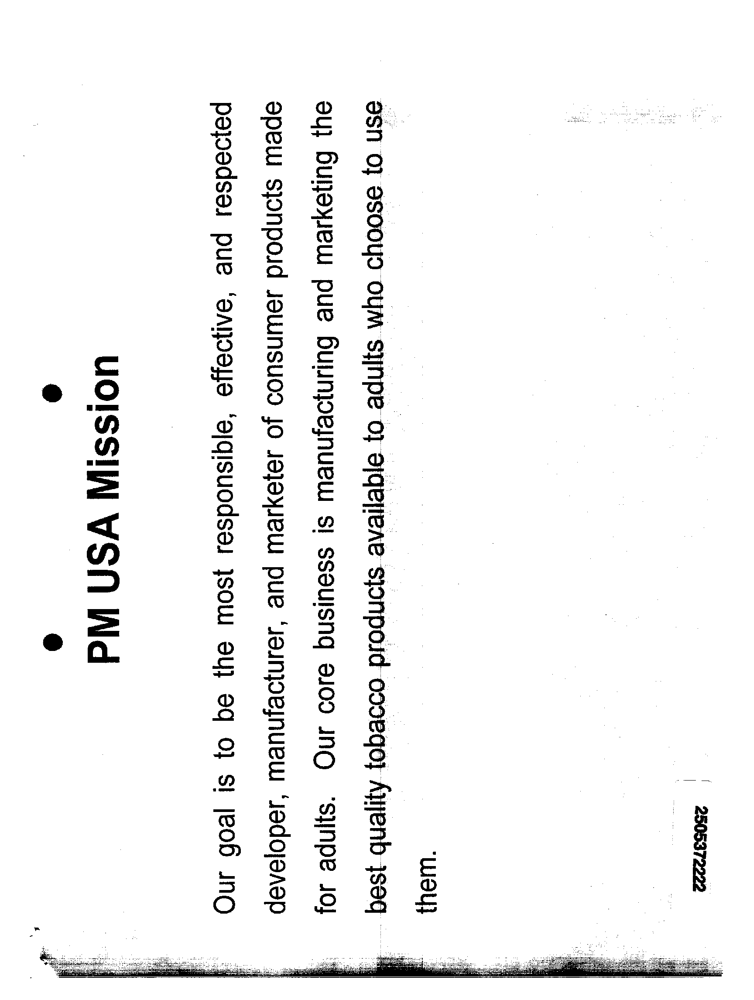 PM USA Mission
Our goal is to be the most responsible, effective, and respected
developer, manufacturer, and marketer of consumer products made
for adults. Our core business is manufacturing and marketing the
best quality tobacco products available to adults who choose to use
them.
2505372222